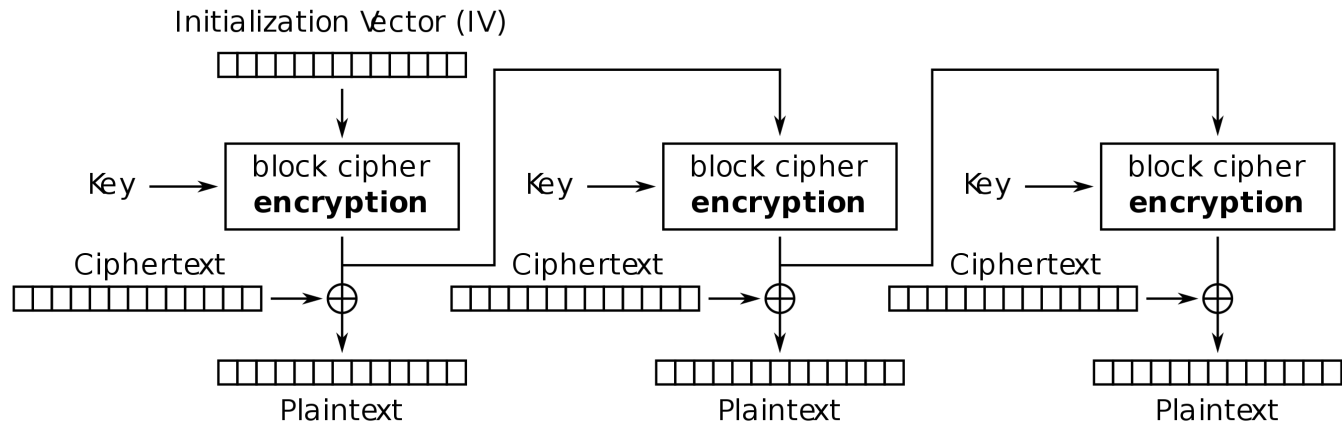 Initialization Vector (IV)
block cipher
encryption
Key
block cipher
encryption
Key
block cipher
encryption
Key
Ciphertext
Ciphertext
Ciphertext
Plaintext
Plaintext
Plaintext